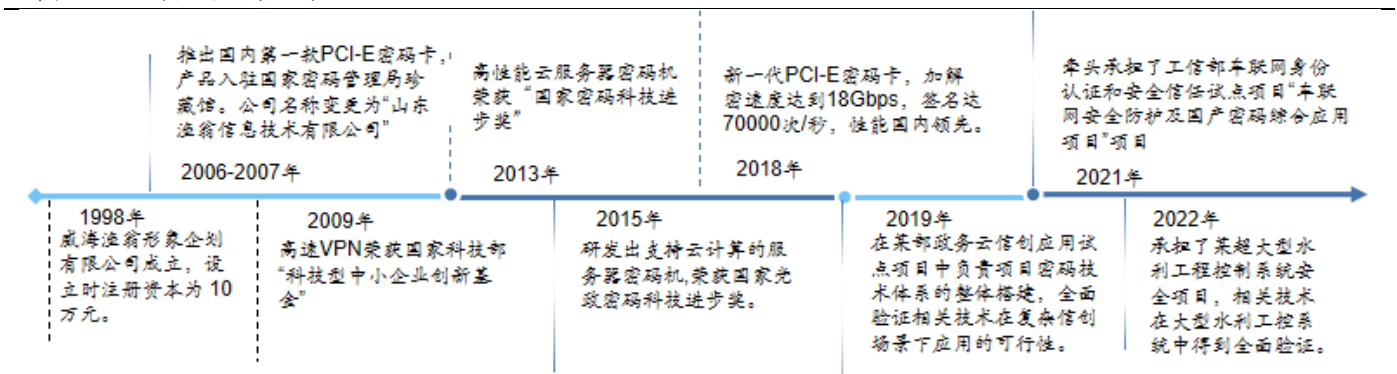 推出国内第一款PCI-E密码卡，
产品入驻国家密码管理局珍
藏馆。公司名称变更为“山东
渔翁信息技术有限公司”
2006-2007年
高性能云服务器密码机
荣获“国家密码科技进
步奖”
2013年
新一代PCI-E密码卡，加解
密速度达到18Gbps，签名达
70000次/秒，性能国内领先。
2018年
牵头承担了工信部车联网身份
认证和安全信任试点项目“车联
网安全防护及国产密码综合应用
项目”项目
2021年
1998年
威海渔翁形象企划
有限公司成立，设
立时注册资本为 10
万元。
2009年
高速VPN荣获国家科技部
“科技型中小企业创新基
金”
2015年
研发出支持云计算的服
务器密码机,荣获国家党
政密码科技进步奖。
2019年
在某部政务云信创应用试
点项目中负责项目密码技
术体系的整体搭建，全面
验证相关技术在复杂信创
场景下应用的可行性。
2022年
承担了某超大型水
利工程控制系统安
全项目，相关技术
在大型水利工控系
统中得到全面验证。